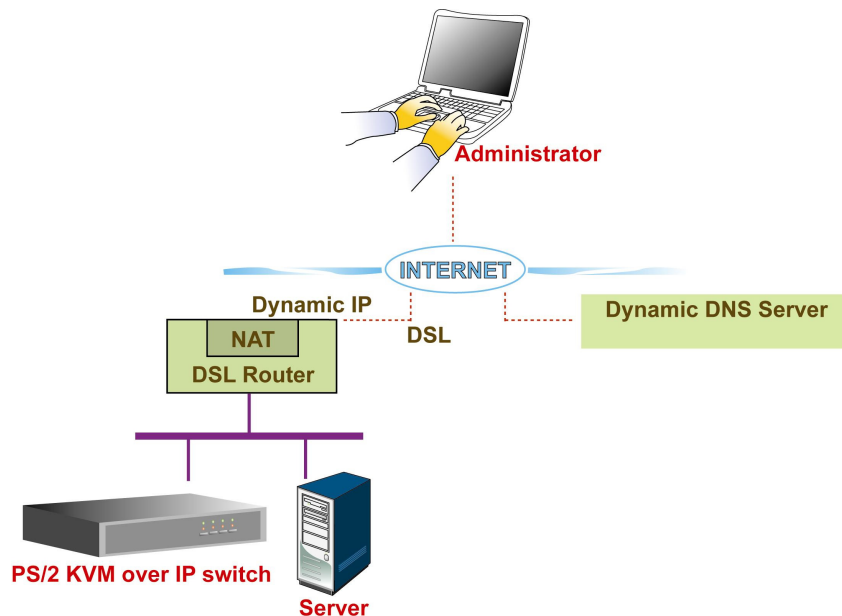 Administrator
INTERNET
Dynamic IP
DSL
Dynamic DNS Server
NAT
DSL Router
PS/2 KVM over IP switch
Server